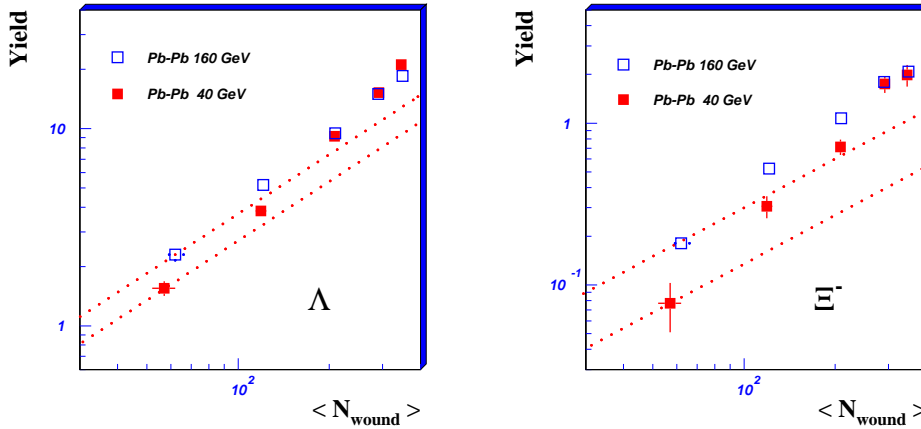 Yield
Pb-Pb 160 GeV
Pb-Pb 40 GeV
10
1
10²
Λ
< N_wound >
Yield
Pb-Pb 160 GeV
Pb-Pb 40 GeV
1
10⁻¹
10²
Ξ⁻
< N_wound >